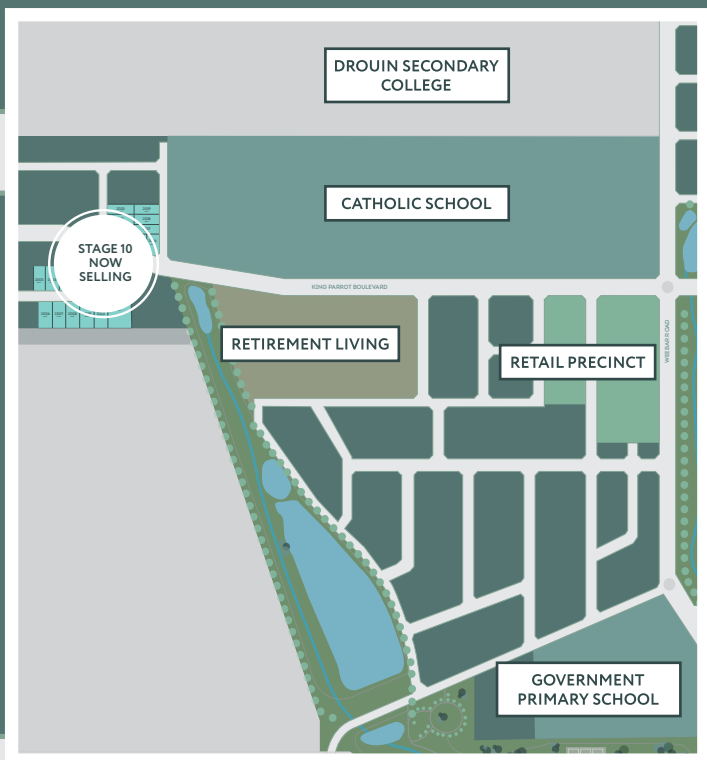 DROUIN SECONDARY
COLLEGE
CATHOLIC SCHOOL
STAGE 10
NOW
SELLING
KING PARROT BOULEVARD
RETIREMENT LIVING
RETAIL PRECINCT
WEEBAR ROAD
GOVERNMENT
PRIMARY SCHOOL